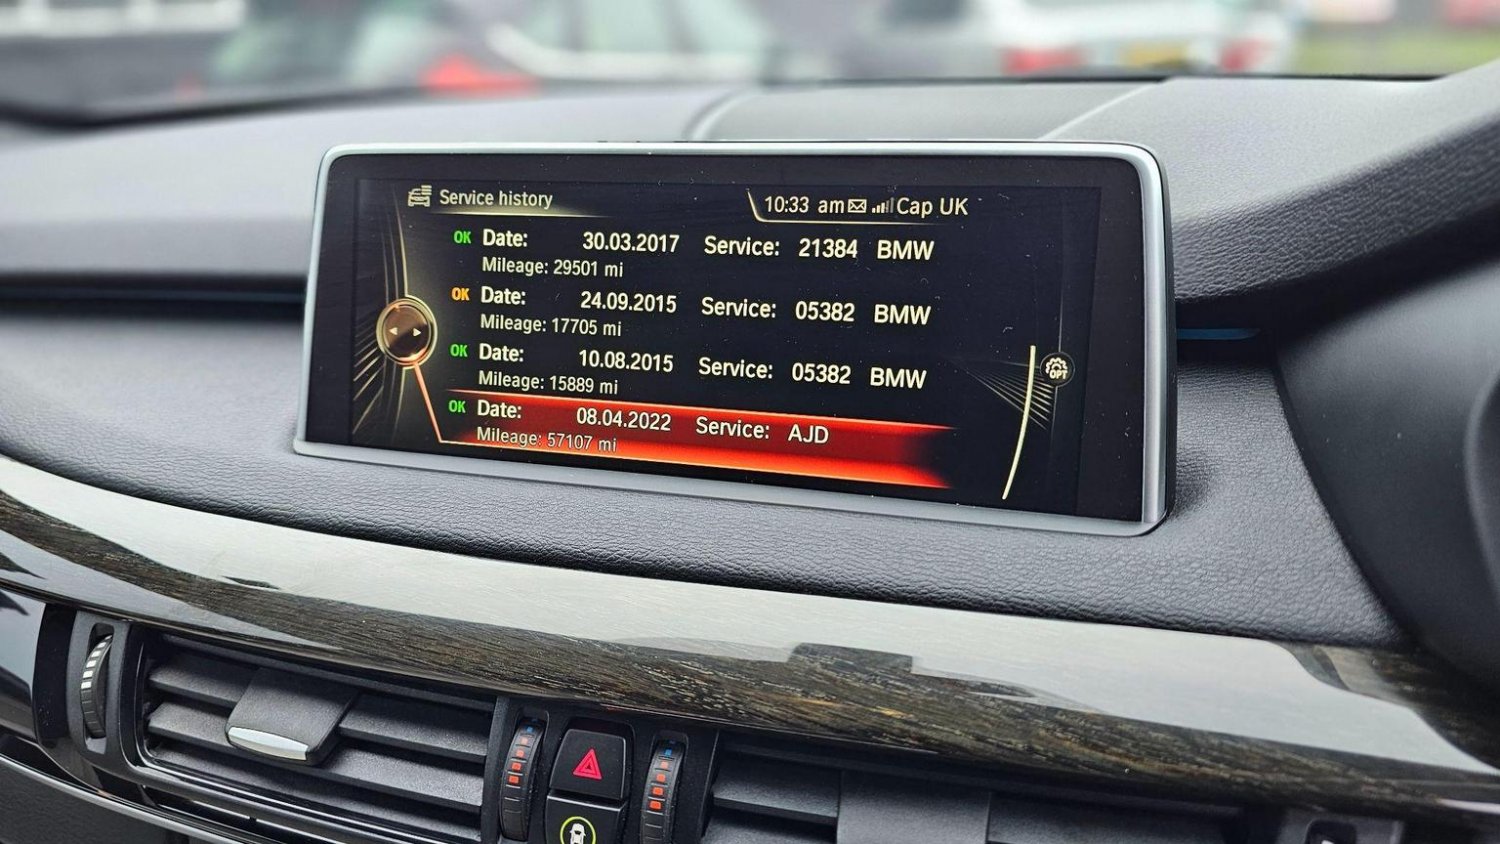 Service history
10:33 am Cap UK
OK Date: 30.03.2017 Service: 21384 BMW
Mileage: 29501 mi
OK Date: 24.09.2015 Service: 05382 BMW
Mileage: 17705 mi
OK Date: 10.08.2015 Service: 05382 BMW
Mileage: 15889 mi
OK Date: 08.04.2022 Service: AJD
Mileage: 57107 mi
OPT